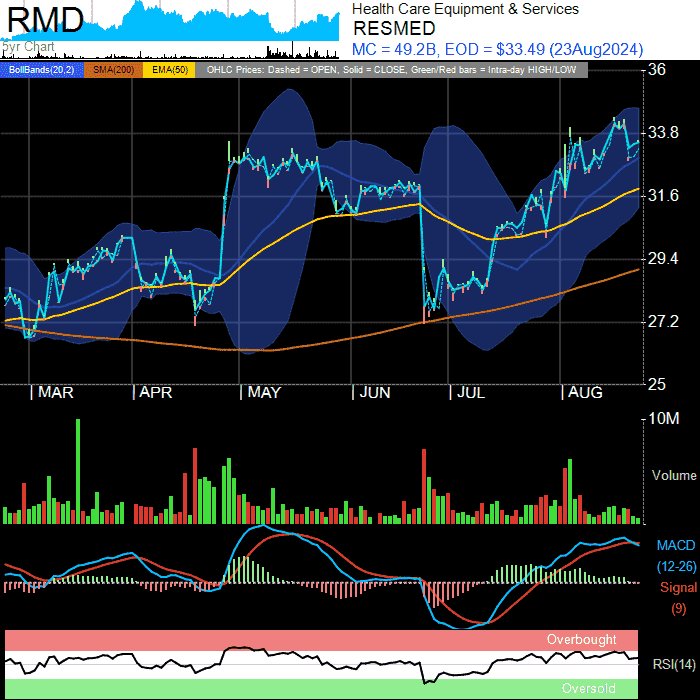 RMD
5yr Chart
Health Care Equipment & Services
RESMED
MC = 49.2B, EOD = $33.49 (23Aug2024)
BollBands(20,2) SMA(200) EMA(50) OHLC Prices: Dashed = OPEN, Solid = CLOSE, Green/Red bars = Intra-day HIGH/LOW
36
33.8
31.6
29.4
27.2
25
| MAR | APR | MAY | JUN | JUL | AUG
10M
Volume
MACD
(12-26)
Signal
(9)
Overbought
RSI(14)
Oversold